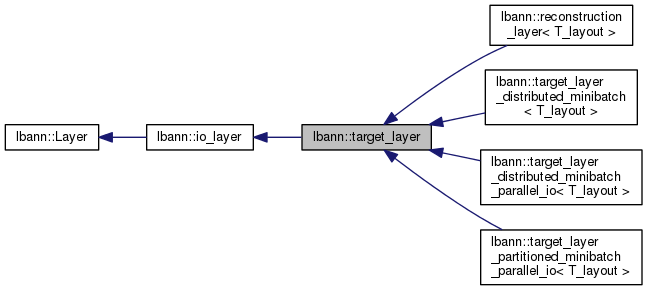 lbann::Layer
lbann::io_layer
lbann::target_layer
lbann::reconstruction
_layer< T_layout >
lbann::target_layer
_distributed_minibatch
< T_layout >
lbann::target_layer
_distributed_minibatch
_parallel_io< T_layout >
lbann::target_layer
_partitioned_minibatch
_parallel_io< T_layout >